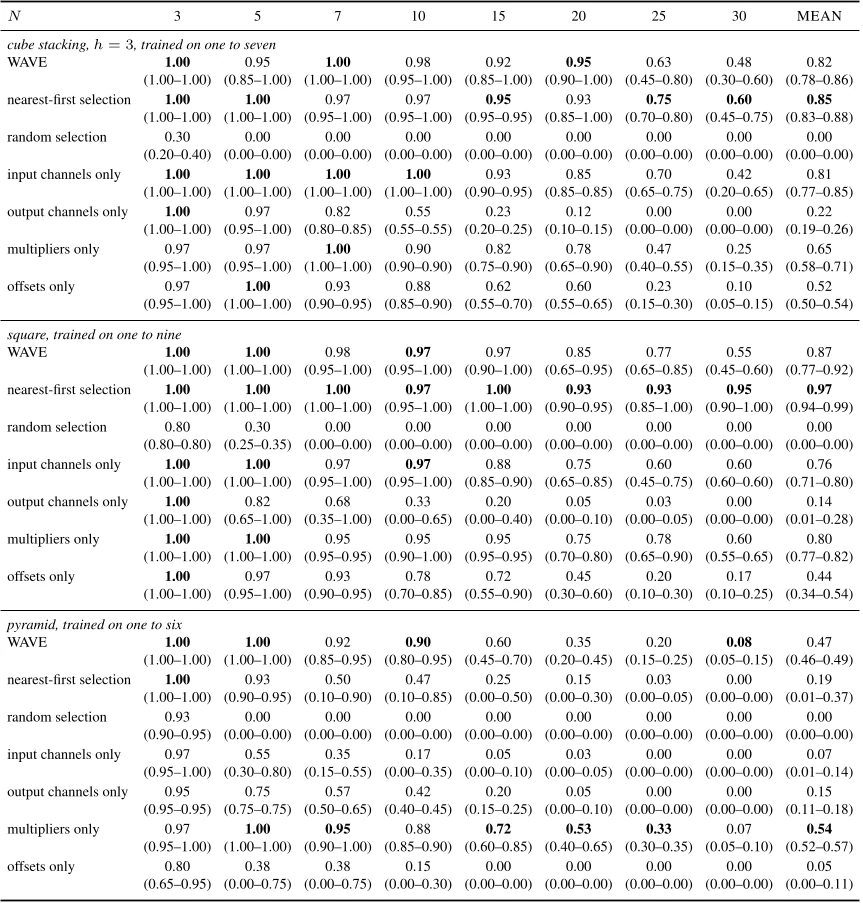 N 3 5 7 10 15 20 25 30 MEAN
cube stacking, h = 3, trained on one to seven
WAVE 1.00 0.95 1.00 0.98 0.92 0.95 0.63 0.48 0.82
(1.00–1.00) (0.85–1.00) (1.00–1.00) (0.95–1.00) (0.85–1.00) (0.90–1.00) (0.45–0.80) (0.30–0.60) (0.78–0.86)
nearest-first selection 1.00 1.00 0.97 0.97 0.95 0.93 0.75 0.60 0.85
(1.00–1.00) (1.00–1.00) (0.95–1.00) (0.95–1.00) (0.95–0.95) (0.85–1.00) (0.70–0.80) (0.45–0.75) (0.83–0.88)
random selection 0.30 0.00 0.00 0.00 0.00 0.00 0.00 0.00 0.00
(0.20–0.40) (0.00–0.00) (0.00–0.00) (0.00–0.00) (0.00–0.00) (0.00–0.00) (0.00–0.00) (0.00–0.00) (0.00–0.00)
input channels only 1.00 1.00 1.00 1.00 0.93 0.85 0.70 0.42 0.81
(1.00–1.00) (1.00–1.00) (1.00–1.00) (1.00–1.00) (0.90–0.95) (0.85–0.85) (0.65–0.75) (0.20–0.65) (0.77–0.85)
output channels only 1.00 0.97 0.82 0.55 0.23 0.12 0.00 0.00 0.22
(1.00–1.00) (0.95–1.00) (0.80–0.85) (0.55–0.55) (0.20–0.25) (0.10–0.15) (0.00–0.00) (0.00–0.00) (0.19–0.26)
multipliers only 0.97 0.97 1.00 0.90 0.82 0.78 0.47 0.25 0.65
(0.95–1.00) (0.95–1.00) (1.00–1.00) (0.90–0.90) (0.75–0.90) (0.65–0.90) (0.40–0.55) (0.15–0.35) (0.58–0.71)
offsets only 0.97 1.00 0.93 0.88 0.62 0.60 0.23 0.10 0.52
(0.95–1.00) (1.00–1.00) (0.90–0.95) (0.85–0.90) (0.55–0.70) (0.55–0.65) (0.15–0.30) (0.05–0.15) (0.50–0.54)
square, trained on one to nine
WAVE 1.00 1.00 0.98 0.97 0.97 0.85 0.77 0.55 0.87
(1.00–1.00) (1.00–1.00) (0.95–1.00) (0.95–1.00) (0.90–1.00) (0.65–0.95) (0.65–0.85) (0.45–0.60) (0.77–0.92)
nearest-first selection 1.00 1.00 1.00 0.97 1.00 0.93 0.93 0.95 0.97
(1.00–1.00) (1.00–1.00) (1.00–1.00) (0.95–1.00) (1.00–1.00) (0.90–0.95) (0.85–1.00) (0.90–1.00) (0.94–0.99)
random selection 0.80 0.30 0.00 0.00 0.00 0.00 0.00 0.00 0.00
(0.80–0.80) (0.25–0.35) (0.00–0.00) (0.00–0.00) (0.00–0.00) (0.00–0.00) (0.00–0.00) (0.00–0.00) (0.00–0.00)
input channels only 1.00 1.00 0.97 0.97 0.88 0.75 0.60 0.60 0.76
(1.00–1.00) (1.00–1.00) (0.95–1.00) (0.95–1.00) (0.85–0.90) (0.65–0.85) (0.45–0.75) (0.60–0.60) (0.71–0.80)
output channels only 1.00 0.82 0.68 0.33 0.20 0.05 0.03 0.00 0.14
(1.00–1.00) (0.65–1.00) (0.35–1.00) (0.00–0.65) (0.00–0.40) (0.00–0.10) (0.00–0.05) (0.00–0.00) (0.01–0.28)
multipliers only 1.00 1.00 0.95 0.95 0.95 0.75 0.78 0.60 0.80
(1.00–1.00) (1.00–1.00) (0.95–0.95) (0.90–1.00) (0.95–0.95) (0.70–0.80) (0.65–0.90) (0.55–0.65) (0.77–0.82)
offsets only 1.00 0.97 0.93 0.78 0.72 0.45 0.20 0.17 0.44
(1.00–1.00) (0.95–1.00) (0.90–0.95) (0.70–0.85) (0.55–0.90) (0.30–0.60) (0.10–0.30) (0.10–0.25) (0.34–0.54)
pyramid, trained on one to six
WAVE 1.00 1.00 0.92 0.90 0.60 0.35 0.20 0.08 0.47
(1.00–1.00) (1.00–1.00) (0.85–0.95) (0.80–0.95) (0.45–0.70) (0.20–0.45) (0.15–0.25) (0.05–0.15) (0.46–0.49)
nearest-first selection 1.00 0.93 0.50 0.47 0.25 0.15 0.03 0.00 0.19
(1.00–1.00) (0.90–0.95) (0.10–0.90) (0.10–0.85) (0.00–0.50) (0.00–0.30) (0.00–0.05) (0.00–0.00) (0.01–0.37)
random selection 0.93 0.00 0.00 0.00 0.00 0.00 0.00 0.00 0.00
(0.90–0.95) (0.00–0.00) (0.00–0.00) (0.00–0.00) (0.00–0.00) (0.00–0.00) (0.00–0.00) (0.00–0.00) (0.00–0.00)
input channels only 0.97 0.55 0.35 0.17 0.05 0.03 0.00 0.00 0.07
(0.95–1.00) (0.30–0.80) (0.15–0.55) (0.00–0.35) (0.00–0.10) (0.00–0.05) (0.00–0.00) (0.00–0.00) (0.01–0.14)
output channels only 0.95 0.75 0.57 0.42 0.20 0.05 0.00 0.00 0.15
(0.95–0.95) (0.75–0.75) (0.50–0.65) (0.40–0.45) (0.15–0.25) (0.00–0.10) (0.00–0.00) (0.00–0.00) (0.11–0.18)
multipliers only 0.97 1.00 0.95 0.88 0.72 0.53 0.33 0.07 0.54
(0.95–1.00) (1.00–1.00) (0.90–1.00) (0.85–0.90) (0.60–0.85) (0.40–0.65) (0.30–0.35) (0.05–0.10) (0.52–0.57)
offsets only 0.80 0.38 0.38 0.15 0.00 0.00 0.00 0.00 0.05
(0.65–0.95) (0.00–0.75) (0.00–0.75) (0.00–0.30) (0.00–0.00) (0.00–0.00) (0.00–0.00) (0.00–0.00) (0.00–0.11)